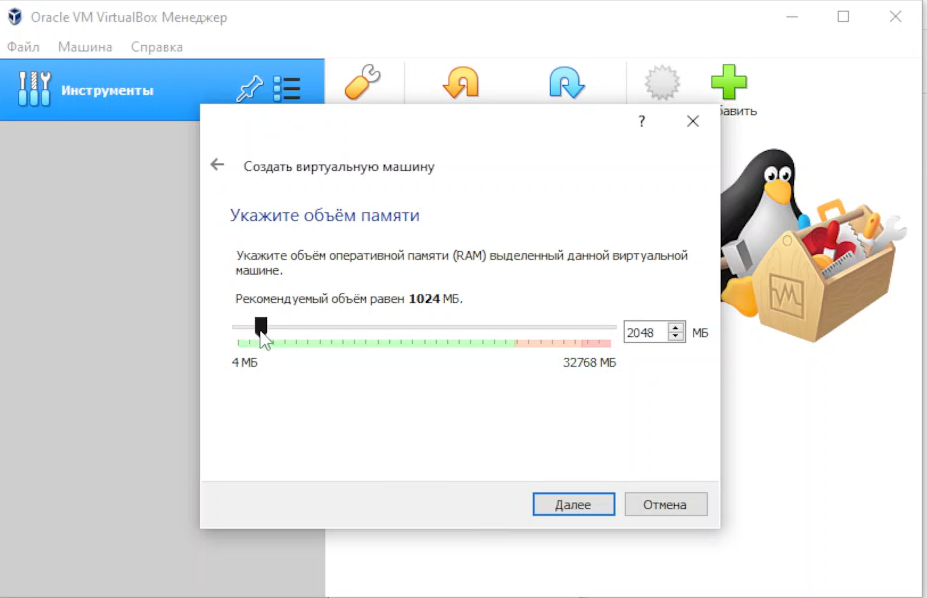 Oracle VM VirtualBox Менеджер
Файл Машина Справка
Инструменты
бавить
?
Создать виртуальную машину
Укажите объём памяти
Укажите объём оперативной памяти (RAM) выделенный данной виртуальной
машине.
Рекомендуемый объём равен 1024 МБ.
2048 МБ
4 МБ 32768 МБ
Далее Отмена